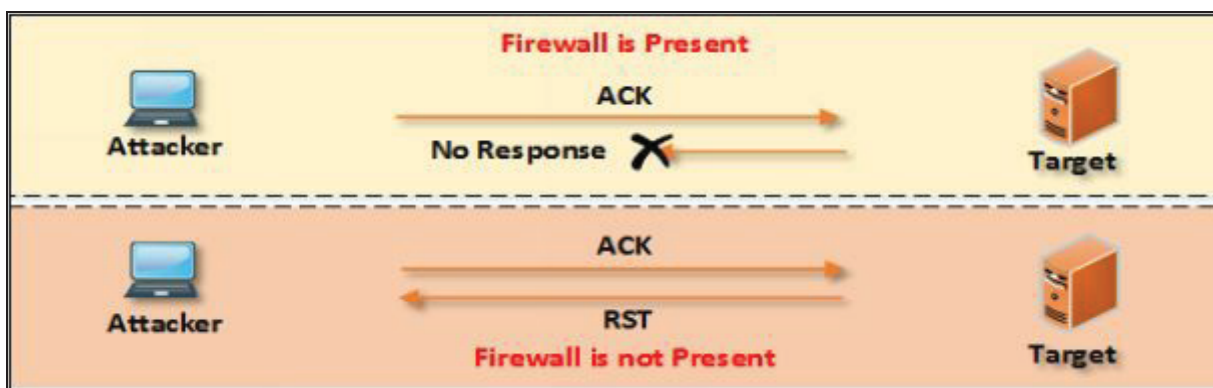 Firewall is Present
ACK
Attacker
No Response
Target
ACK
Attacker
RST
Target
Firewall is not Present